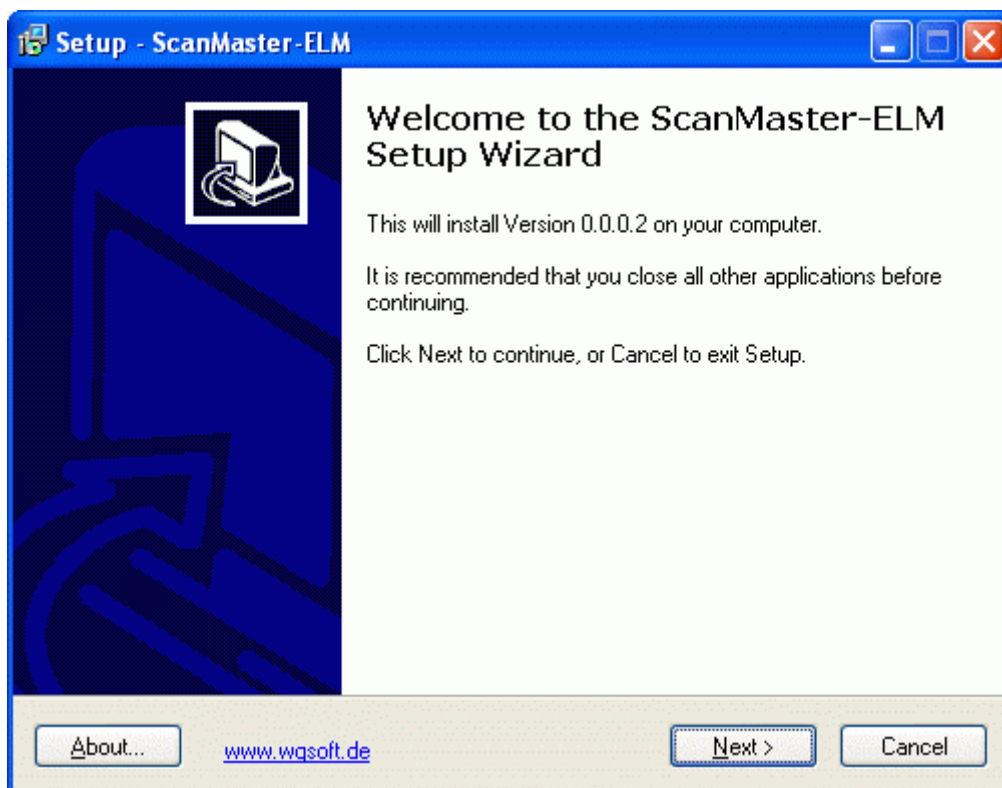 Setup - ScanMaster-ELM
Welcome to the ScanMaster-ELM
Setup Wizard
This will install Version 0.0.0.2 on your computer.
It is recommended that you close all other applications before
continuing.
Click Next to continue, or Cancel to exit Setup.
About...
www.wgsoft.de
Next >
Cancel